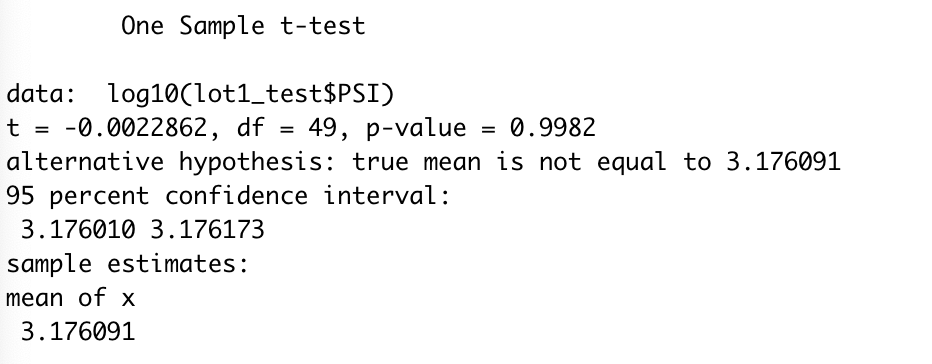 One Sample t-test
data:  log10(lot1_test$PSI)
t = -0.0022862, df = 49, p-value = 0.9982
alternative hypothesis: true mean is not equal to 3.176091
95 percent confidence interval:
3.176010 3.176173
sample estimates:
mean of x
3.176091